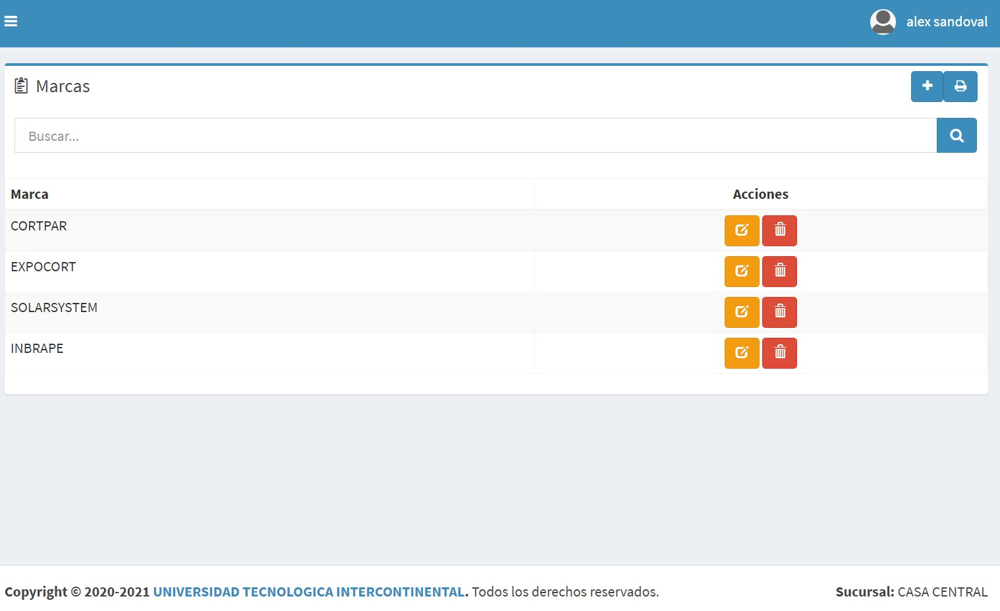 alex sandoval
Marcas
Buscar...
Marca Acciones
CORTPAR
EXPOCORT
SOLARSYSTEM
INBRAPE
Copyright © 2020-2021 UNIVERSIDAD TECNOLOGICA INTERCONTINENTAL. Todos los derechos reservados. Sucursal: CASA CENTRAL